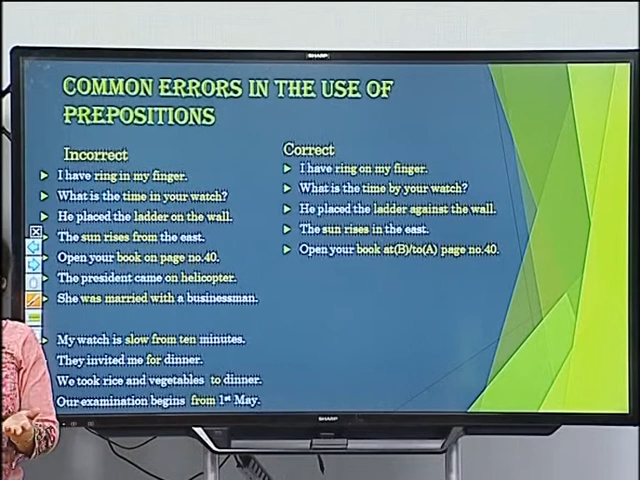 SHARP
COMMON ERRORS IN THE USE OF
PREPOSITIONS
Incorrect
I have ring in my finger.
What is the time in your watch?
He placed the ladder on the wall.
The sun rises from the east.
Open your book on page no.40.
The president came on helicopter.
She was married with a businessman.
My watch is slow from ten minutes.
They invited me for dinner.
We took rice and vegetables to dinner.
Our examination begins from 1st May.
Correct
I have ring on my finger.
What is the time by your watch?
He placed the ladder against the wall.
The sun rises in the east.
Open your book at(B)/to(A) page no.40.
SHARP